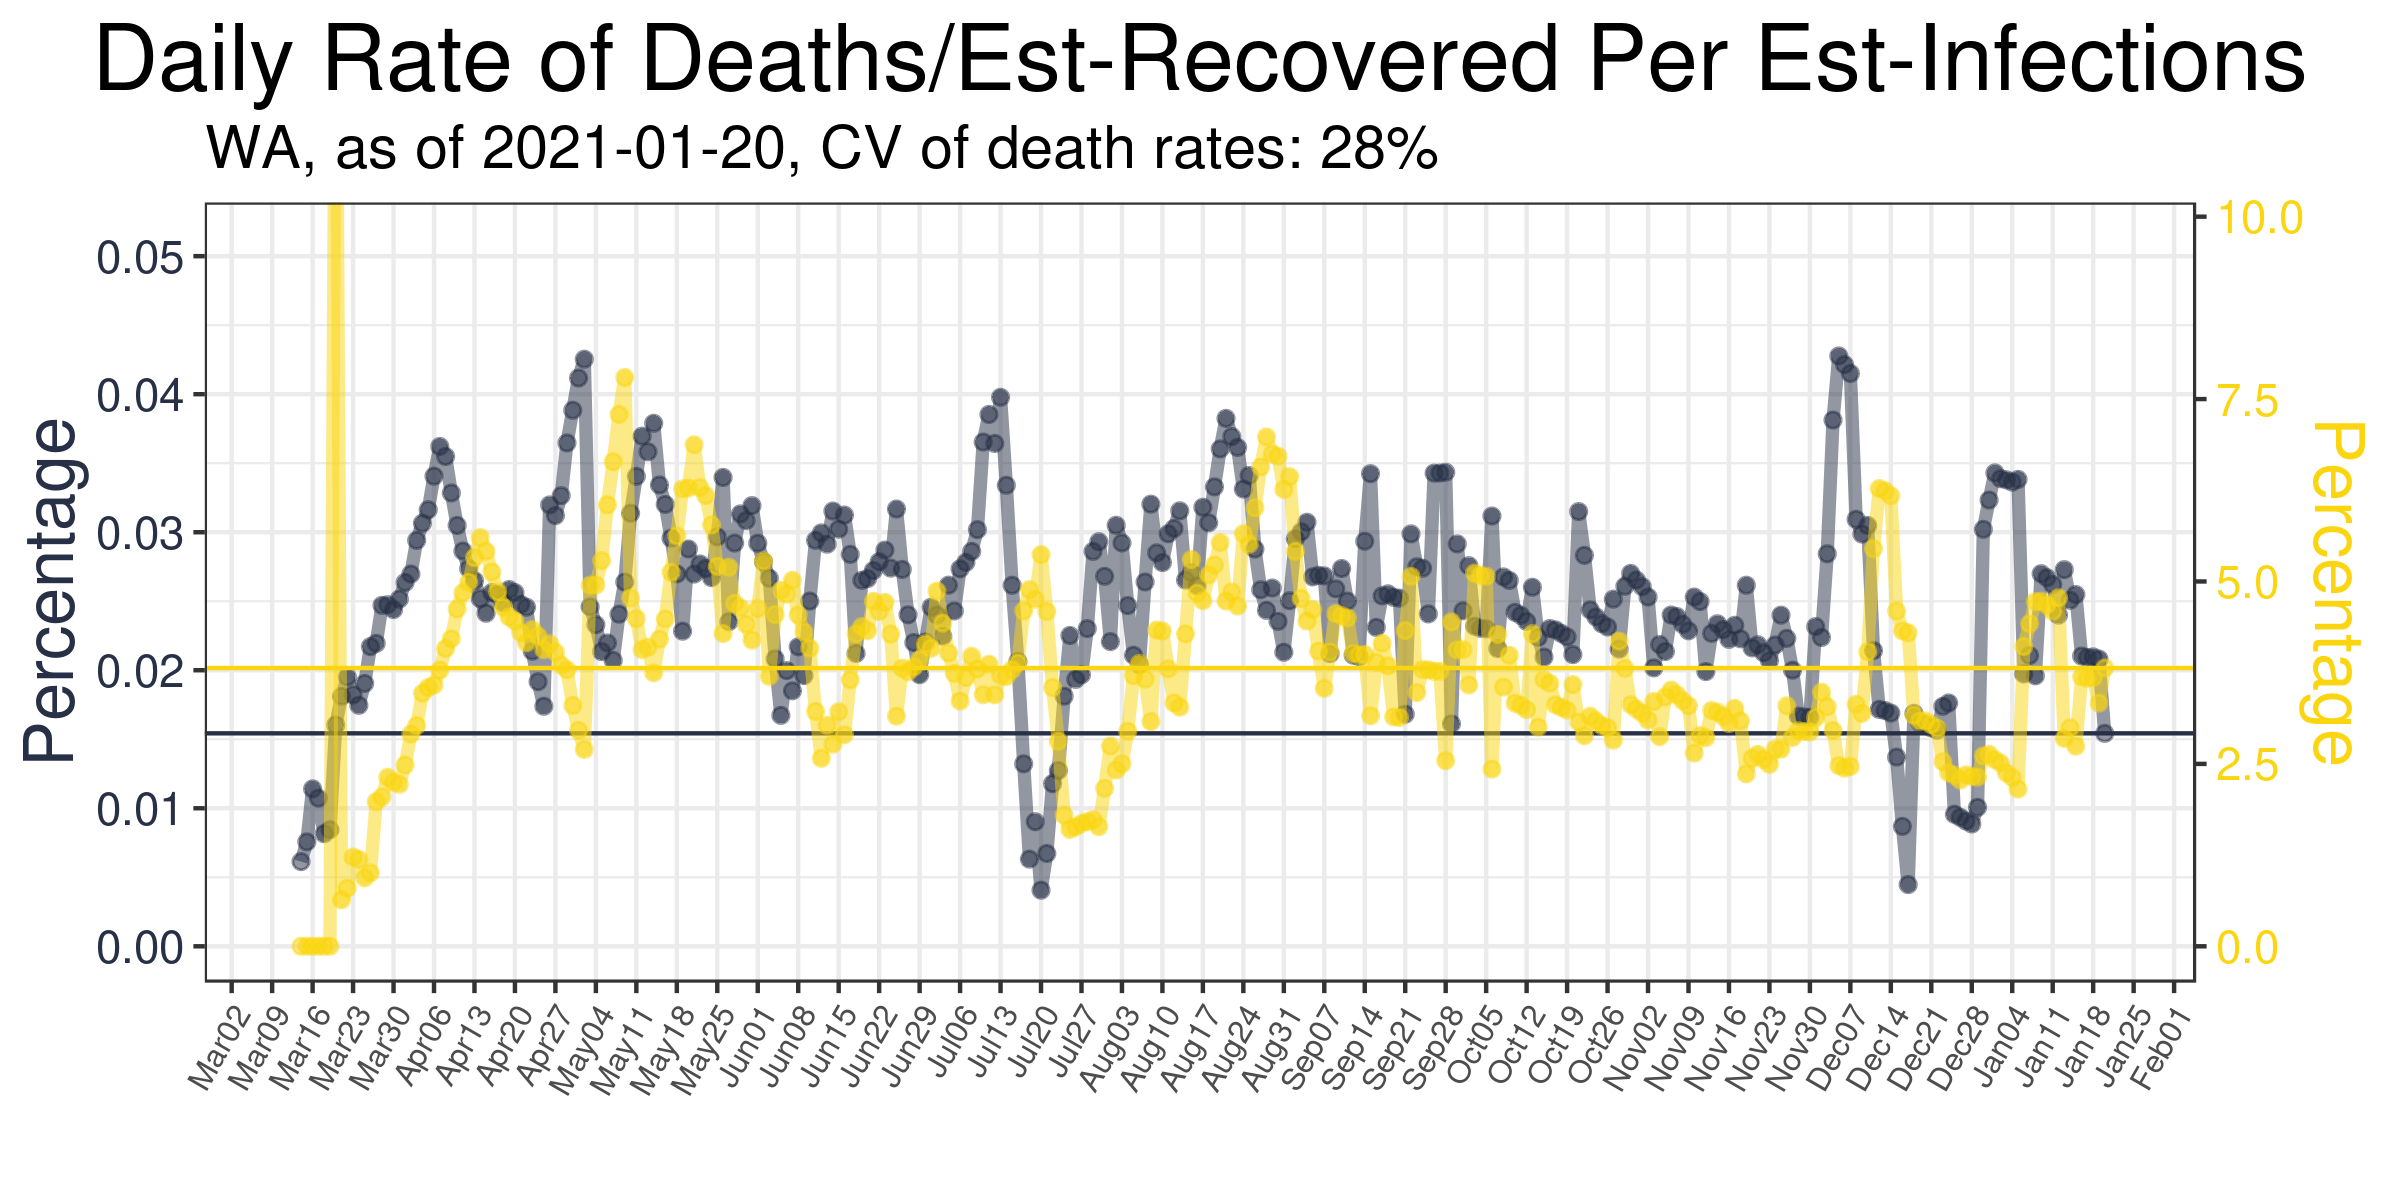 Daily Rate of Deaths/Est-Recovered Per Est-Infections
WA, as of 2021-01-20, CV of death rates: 28%
Percentage
0.05
0.04
0.03
0.02
0.01
0.00
10.0
7.5
5.0
2.5
0.0
Percentage
Mar02
Mar09
Mar16
Mar23
Mar30
Apr06
Apr13
Apr20
Apr27
May04
May11
May18
May25
Jun01
Jun08
Jun15
Jun22
Jun29
Jul06
Jul13
Jul20
Jul27
Aug03
Aug10
Aug17
Aug24
Aug31
Sep07
Sep14
Sep21
Sep28
Oct05
Oct12
Oct19
Oct26
Nov02
Nov09
Nov16
Nov23
Nov30
Dec07
Dec14
Dec21
Dec28
Jan04
Jan11
Jan18
Jan25
Feb01